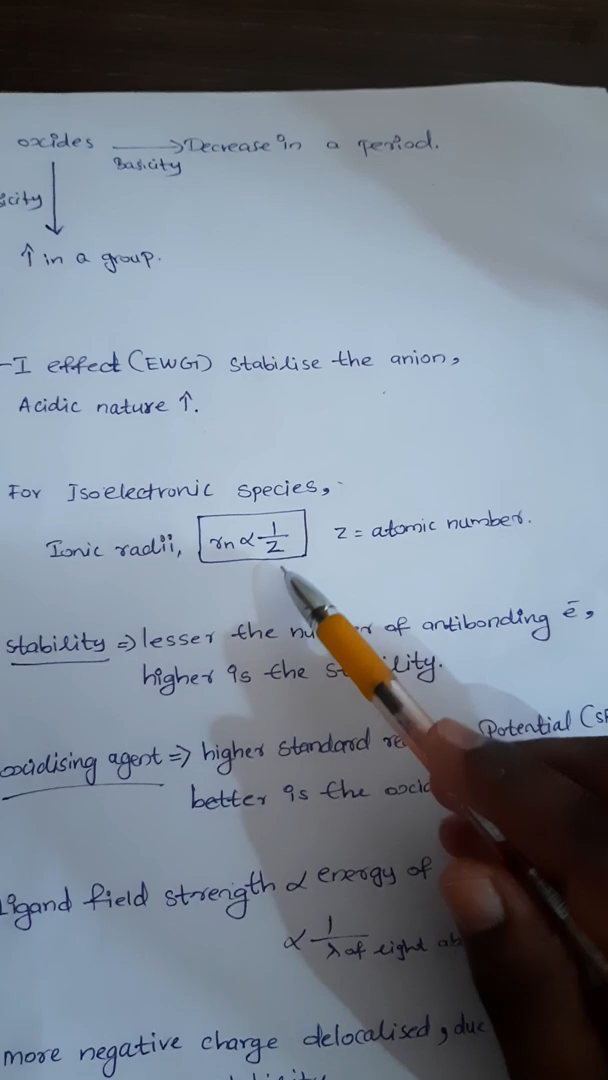 oxides → Decrease in a period.
Basicity
↑ in a group.
-I effect (EWG) stabilise the anion,
Acidic nature ↑.
For Isoelectronic species,
Ionic radii, rn ∝ 1/Z Z = atomic number.
stability ⇒ lesser the of antibonding ē,
higher is the
oxidising agent ⇒ higher standard Potential
better is the
Ligand field strength ∝ energy of
∝ 1/λ of light
more negative charge delocalised, due